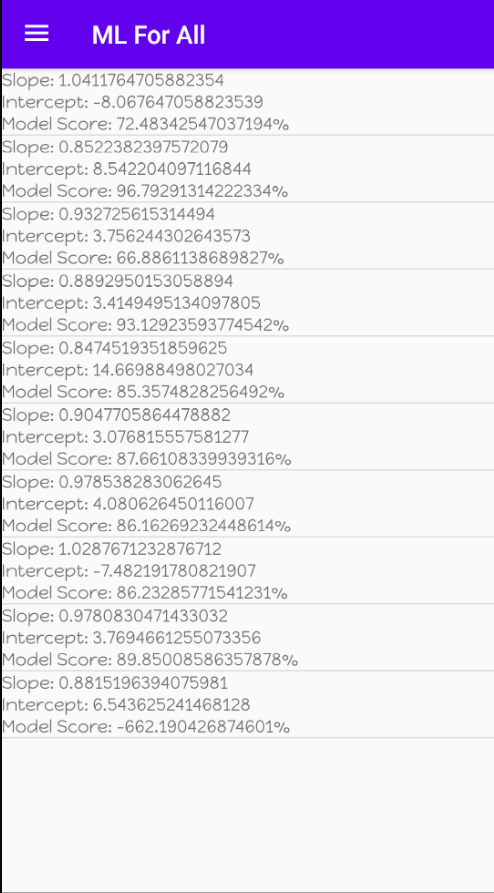 ML For All
Slope: 1.0411764705882354
Intercept: -8.067647058823539
Model Score: 72.48342547037194%
Slope: 0.8522382397572079
Intercept: 8.542204097116844
Model Score: 96.79291314222334%
Slope: 0.932725615314494
Intercept: 3.756244302643573
Model Score: 66.8861138689827%
Slope: 0.8892950153058894
Intercept: 3.4149495134097805
Model Score: 93.12923593774542%
Slope: 0.8474519351859625
Intercept: 14.66988498027034
Model Score: 85.3574828256492%
Slope: 0.9047705864478882
Intercept: 3.076815557581277
Model Score: 87.66108339939316%
Slope: 0.978538283062645
Intercept: 4.080626450116007
Model Score: 86.16269232448614%
Slope: 1.0287671232876712
Intercept: -7.482191780821907
Model Score: 86.23285771541231%
Slope: 0.9780830471433032
Intercept: 3.7694661255073356
Model Score: 89.85008586357878%
Slope: 0.8815196394075981
Intercept: 6.543625241468128
Model Score: -662.190426874601%